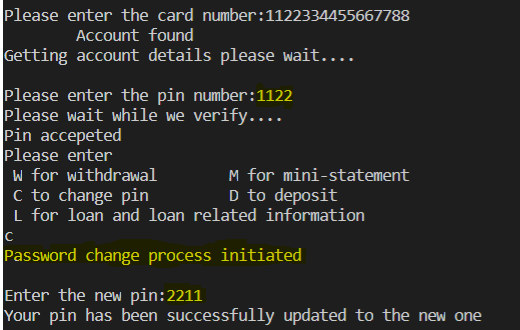 Please enter the card number:1122334455667788
Account found
Getting account details please wait....
Please enter the pin number:1122
Please wait while we verify....
Pin accepeted
Please enter
W for withdrawal M for mini-statement
C to change pin D to deposit
L for loan and loan related information
c
Password change process initiated
Enter the new pin:2211
Your pin has been successfully updated to the new one